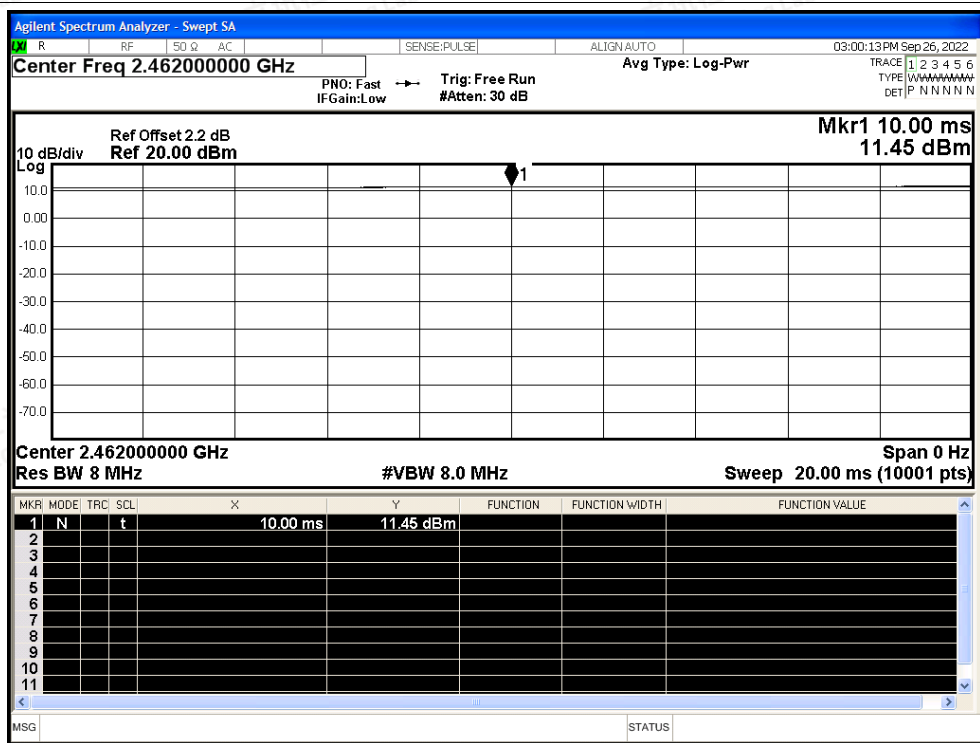 Agilent Spectrum Analyzer - Swept SA
LXI R RF 50 Ω AC SENSE:PULSE ALIGN AUTO 03:00:13 PM Sep 26, 2022
Center Freq 2.462000000 GHz Avg Type: Log-Pwr TRACE 1 2 3 4 5 6
PNO: Fast Trig: Free Run TYPE WWWWWWW
IFGain:Low #Atten: 30 dB DET P N N N N N
Mkr1 10.00 ms
Ref Offset 2.2 dB
10 dB/div Ref 20.00 dBm 11.45 dBm
Log
1
10.0
0.00
-10.0
-20.0
-30.0
-40.0
-50.0
-60.0
-70.0
Center 2.462000000 GHz Span 0 Hz
Res BW 8 MHz #VBW 8.0 MHz Sweep 20.00 ms (10001 pts)
MKR MODE TRC SCL X Y FUNCTION FUNCTION WIDTH FUNCTION VALUE
1 N t 10.00 ms 11.45 dBm
2
3
4
5
6
7
8
9
10
11
MSG STATUS